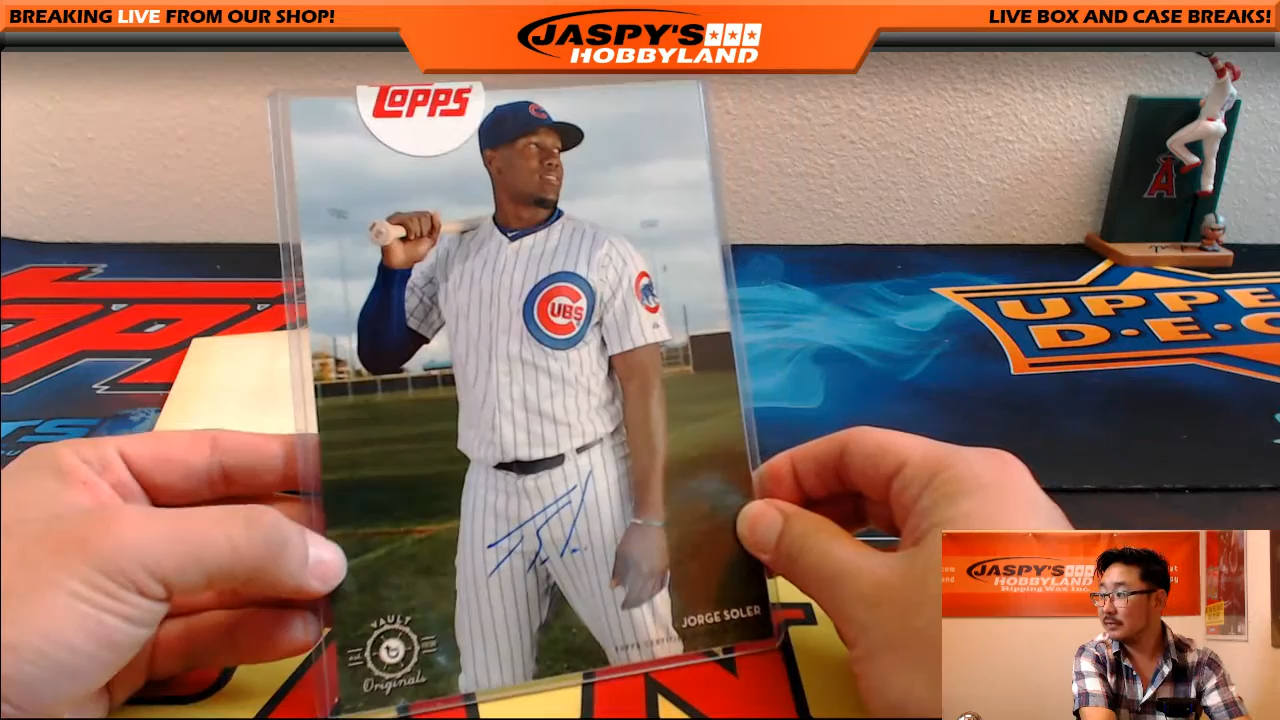 BREAKING LIVE FROM OUR SHOP!
JASPY'S
HOBBYLAND
LIVE BOX AND CASE BREAKS!
TOPPS
A
C
CUBS
UPPE
D·E·C
JORGE SOLER
VAULT
Originals
JASPY'S
HOBBYLAND
Ripping Wax Inc.